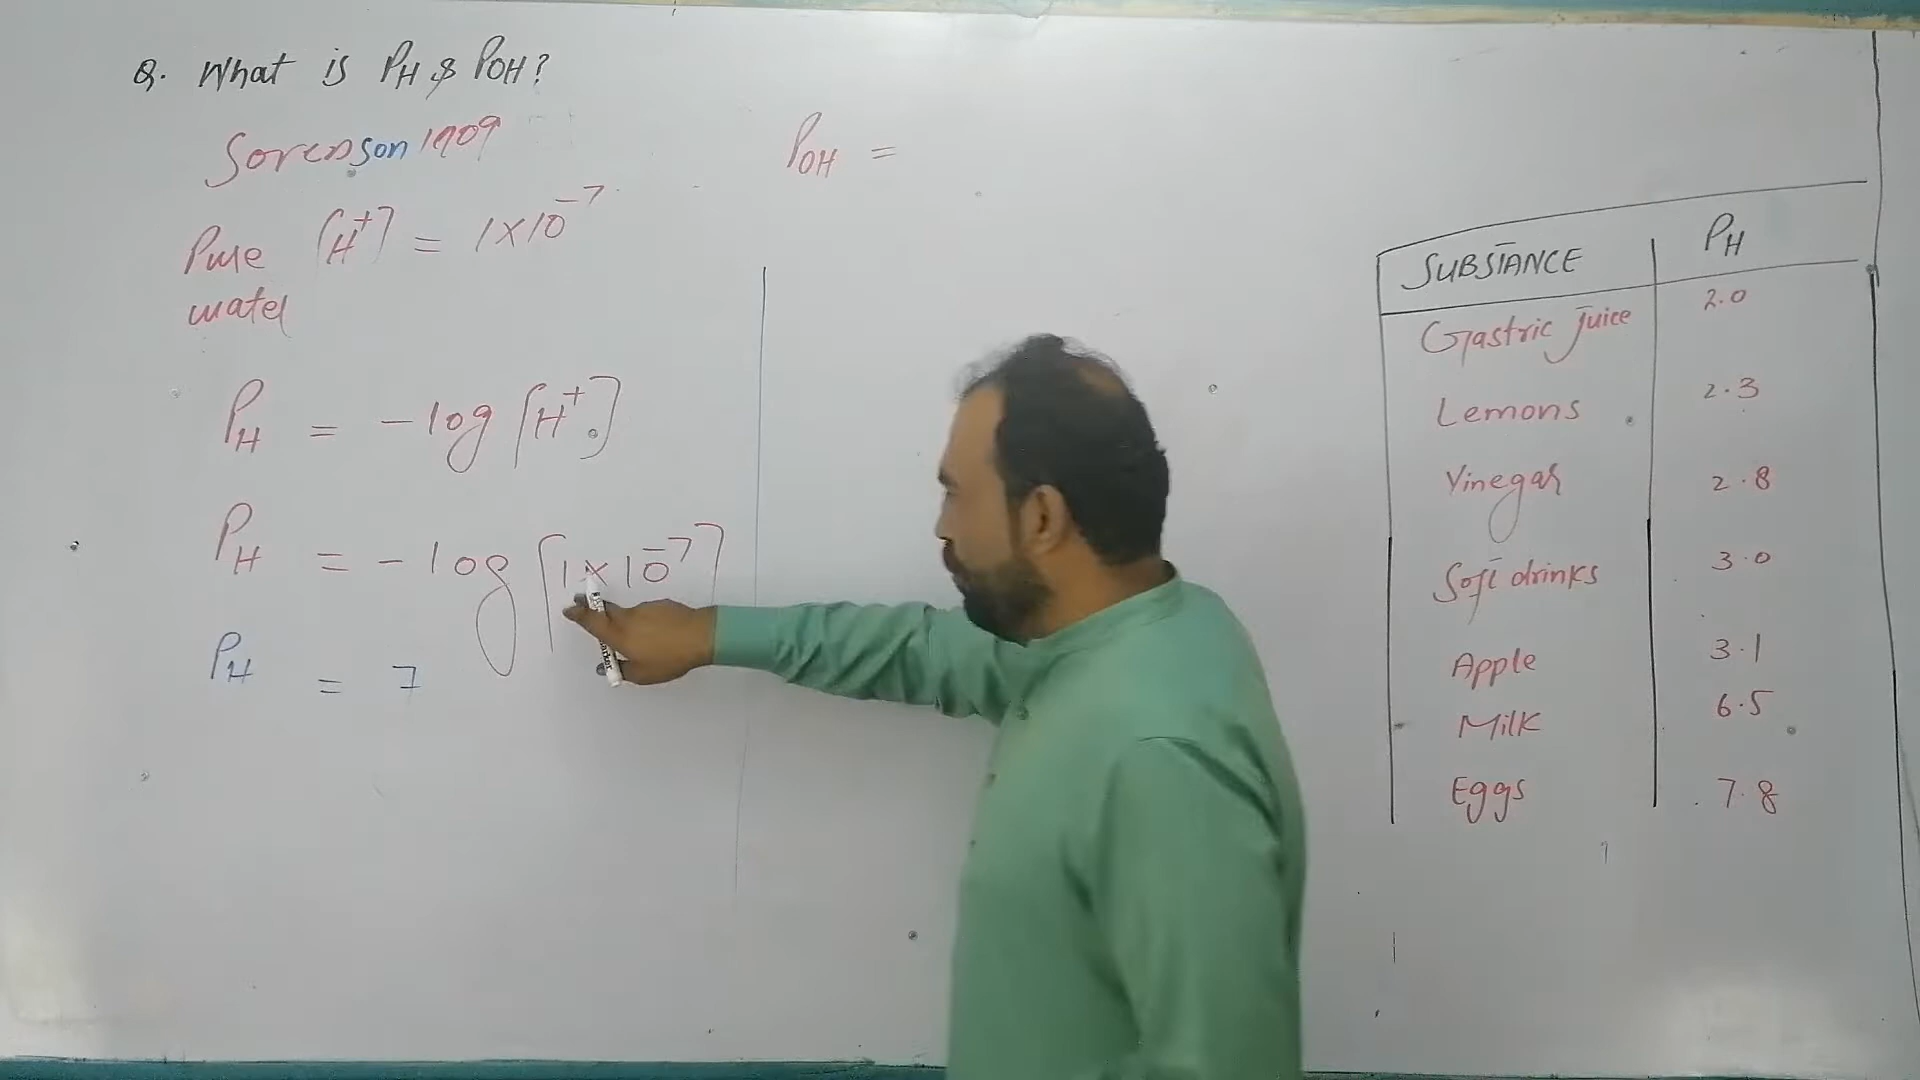 Q. What is PH & POH?
Sorenson 1909
Pure [H+] = 1×10^-7
water
PH = -log [H+]
PH = -log [1×10^-7]
PH = 7
POH =
SUBSTANCE PH
Gastric juice 2.0
Lemons 2.3
Vinegar 2.8
Soft drinks 3.0
Apple 3.1
Milk 6.5
Eggs 7.8